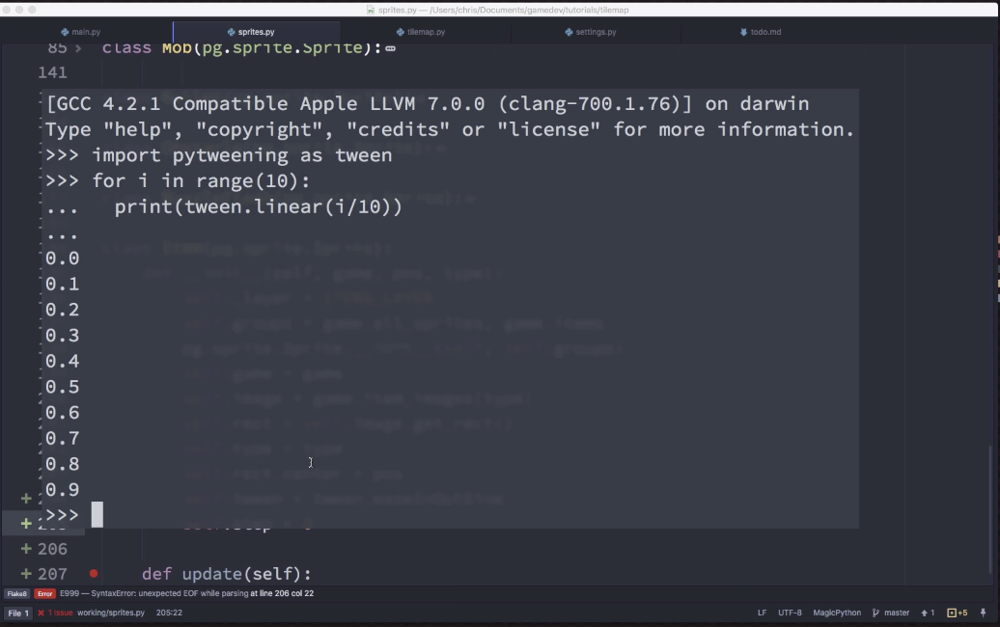 sprites.py — /Users/chris/Documents/gamedev/tutorials/tilemap
main.py sprites.py tilemap.py settings.py todo.md
85 class Mob(pg.sprite.Sprite):
141
[GCC 4.2.1 Compatible Apple LLVM 7.0.0 (clang-700.1.76)] on darwin
Type "help", "copyright", "credits" or "license" for more information.
>>> import pytweening as tween
>>> for i in range(10):
...   print(tween.linear(i/10))
...
0.0
0.1
0.2
0.3
0.4
0.5
0.6
0.7
0.8
0.9
>>>
+ 206
+ 207 def update(self):
Flake8 Error E999 — SyntaxError: unexpected EOF while parsing at line 206 col 22
File 1 × 1 Issue working/sprites.py 205:22 LF UTF-8 MagicPython master 1 +5